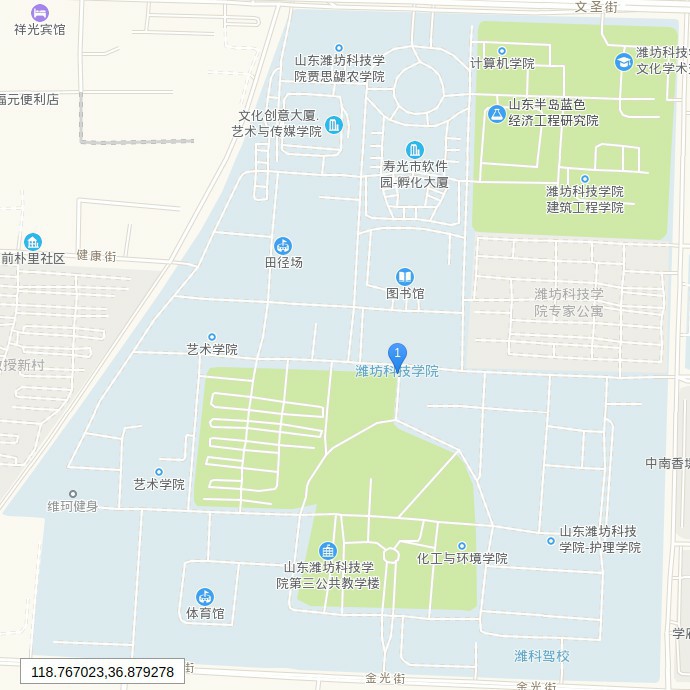 文圣街
祥光宾馆
山东潍坊科技学
院贾思勰农学院
计算机学院
潍坊科技
文化学术
福元便利店
山东半岛蓝色
经济工程研究院
文化创意大厦.
艺术与传媒学院
寿光市软件
园-孵化大厦
潍坊科技学院
建筑工程学院
前朴里社区
健康街
田径场
图书馆
潍坊科技学
院专家公寓
艺术学院
1
教授新村
潍坊科技学院
中南香城
艺术学院
维珂健身
山东潍坊科技
学院-护理学院
化工与环境学院
山东潍坊科技学
院第三公共教学楼
体育馆
学府
潍科驾校
街
118.767023,36.879278
金光街
金光街